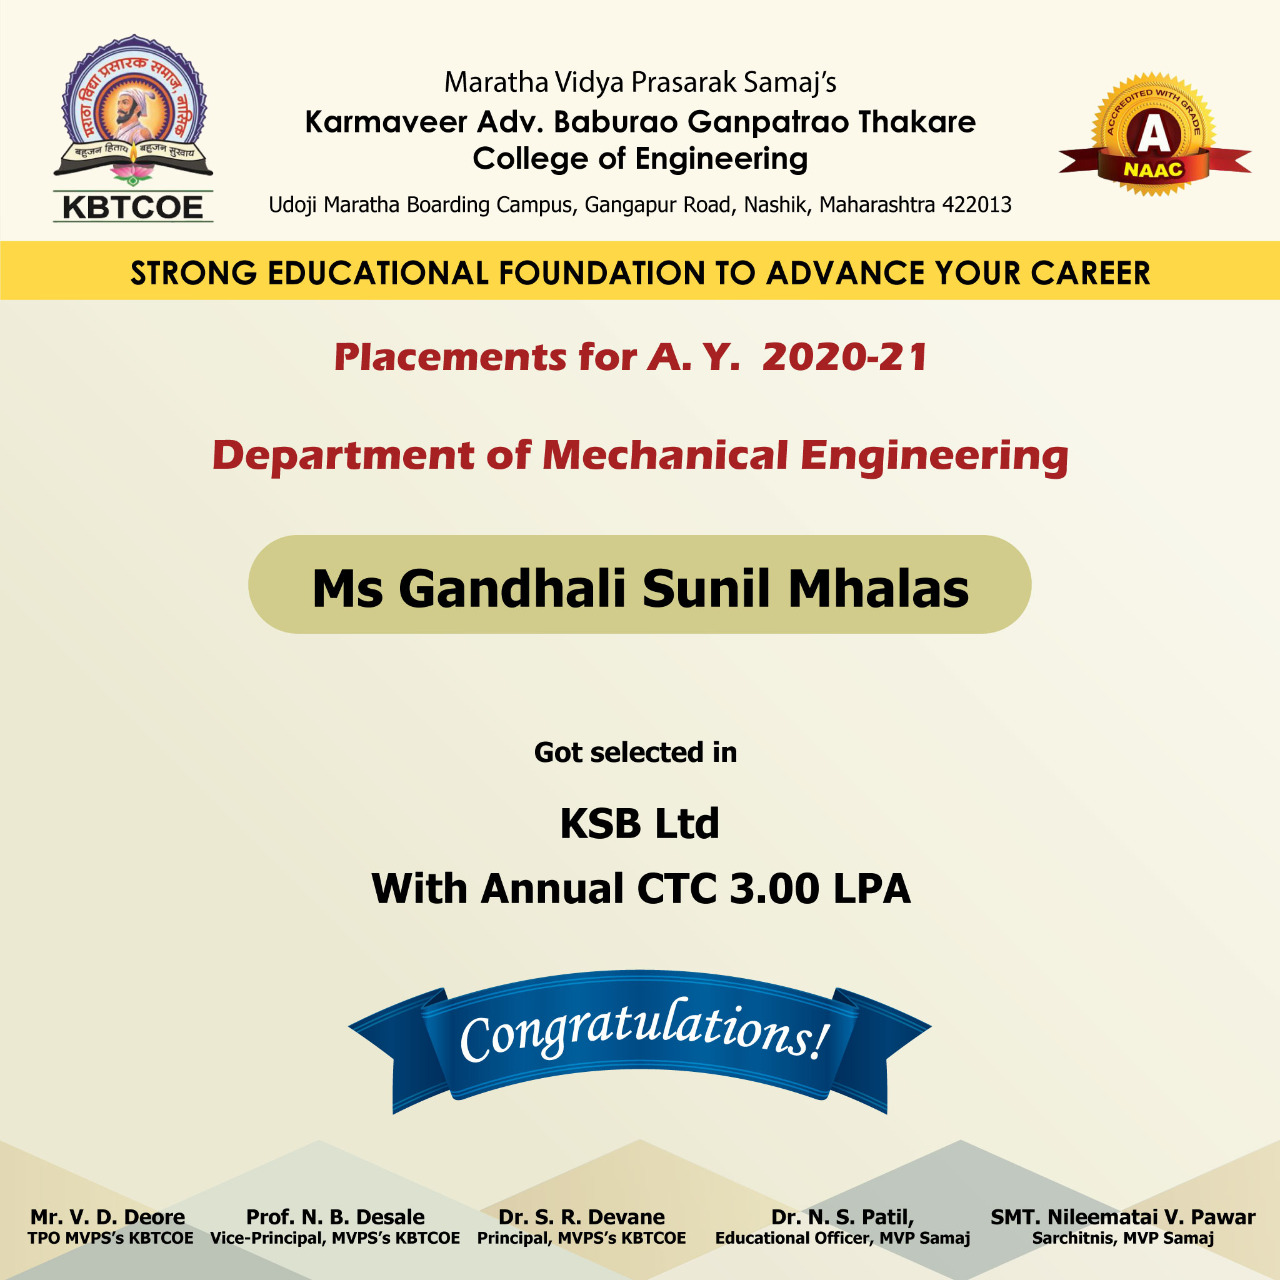 मराठा विद्या प्रसारक समाज, नासिक
बहुजन हिताय बहुजन सुखाय
KBTCOE
Maratha Vidya Prasarak Samaj’s
Karmaveer Adv. Baburao Ganpatrao Thakare
College of Engineering
Udoji Maratha Boarding Campus, Gangapur Road, Nashik, Maharashtra 422013
ACCREDITED WITH GRADE
A
NAAC
STRONG EDUCATIONAL FOUNDATION TO ADVANCE YOUR CAREER
Placements for A. Y. 2020-21
Department of Mechanical Engineering
Ms Gandhali Sunil Mhalas
Got selected in
KSB Ltd
With Annual CTC 3.00 LPA
Congratulations!
Mr. V. D. Deore
TPO MVPS’s KBTCOE
Prof. N. B. Desale
Vice-Principal, MVPS’s KBTCOE
Dr. S. R. Devane
Principal, MVPS’s KBTCOE
Dr. N. S. Patil,
Educational Officer, MVP Samaj
SMT. Nileematai V. Pawar
Sarchitnis, MVP Samaj